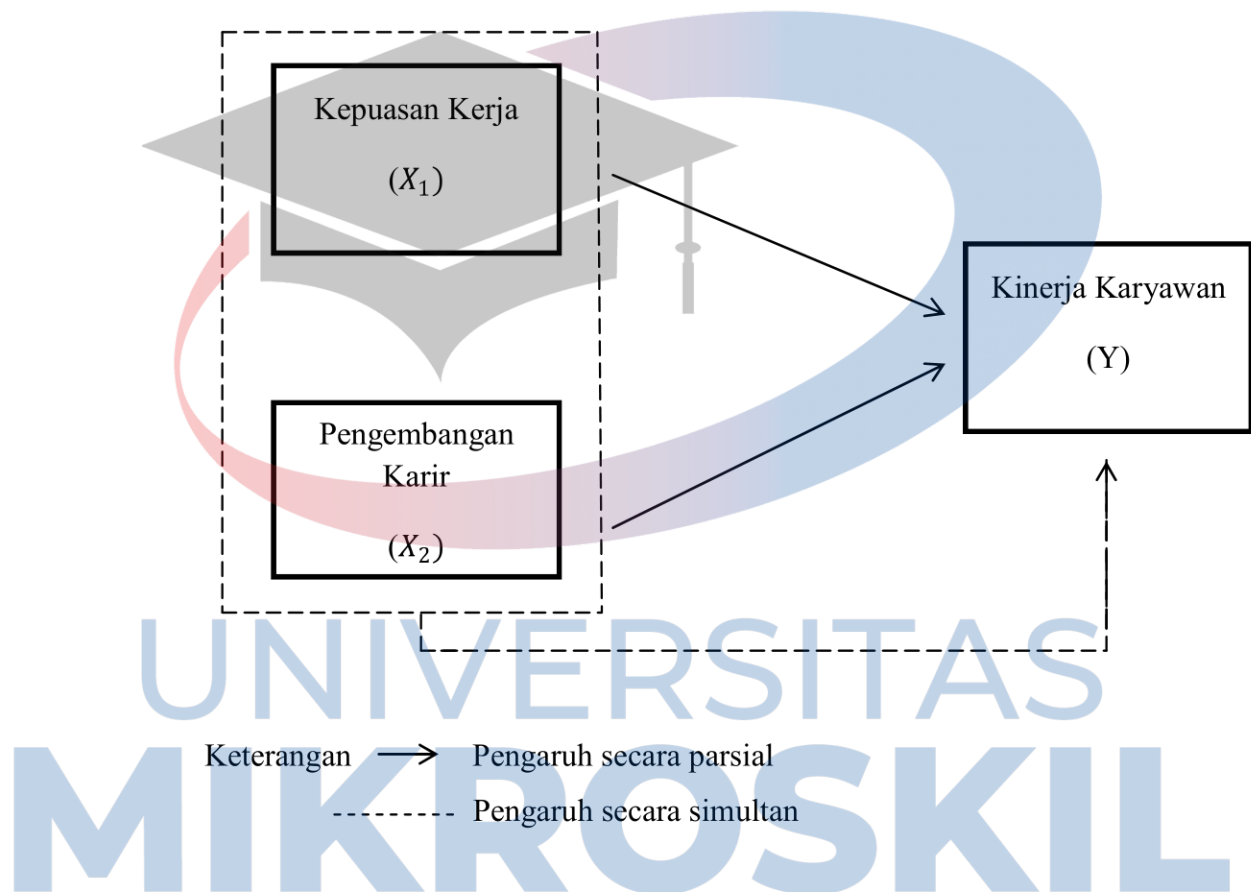 Kepuasan Kerja
(X₁)
Kinerja Karyawan
(Y)
Pengembangan
Karir
(X₂)
UNIVERSITAS
MIKROSKIL
Keterangan Pengaruh secara parsial
Pengaruh secara simultan